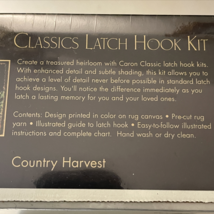 CLASSICS LATCH HOOK KIT
Create a treasured heirloom with Caron Classic latch hook kits.
With enhanced detail and subtle shading, this kit allows you to
achieve a level of detail never before possible in standard latch
hook designs. You'll notice the difference immediately as you
latch a lasting memory for you and your loved ones.
Contents: Design printed in color on rug canvas • Pre-cut rug
yarn • Illustrated guide to latch hook • Easy-to-follow illustrated
instructions and complete chart. Hand wash or dry clean.
Country Harvest